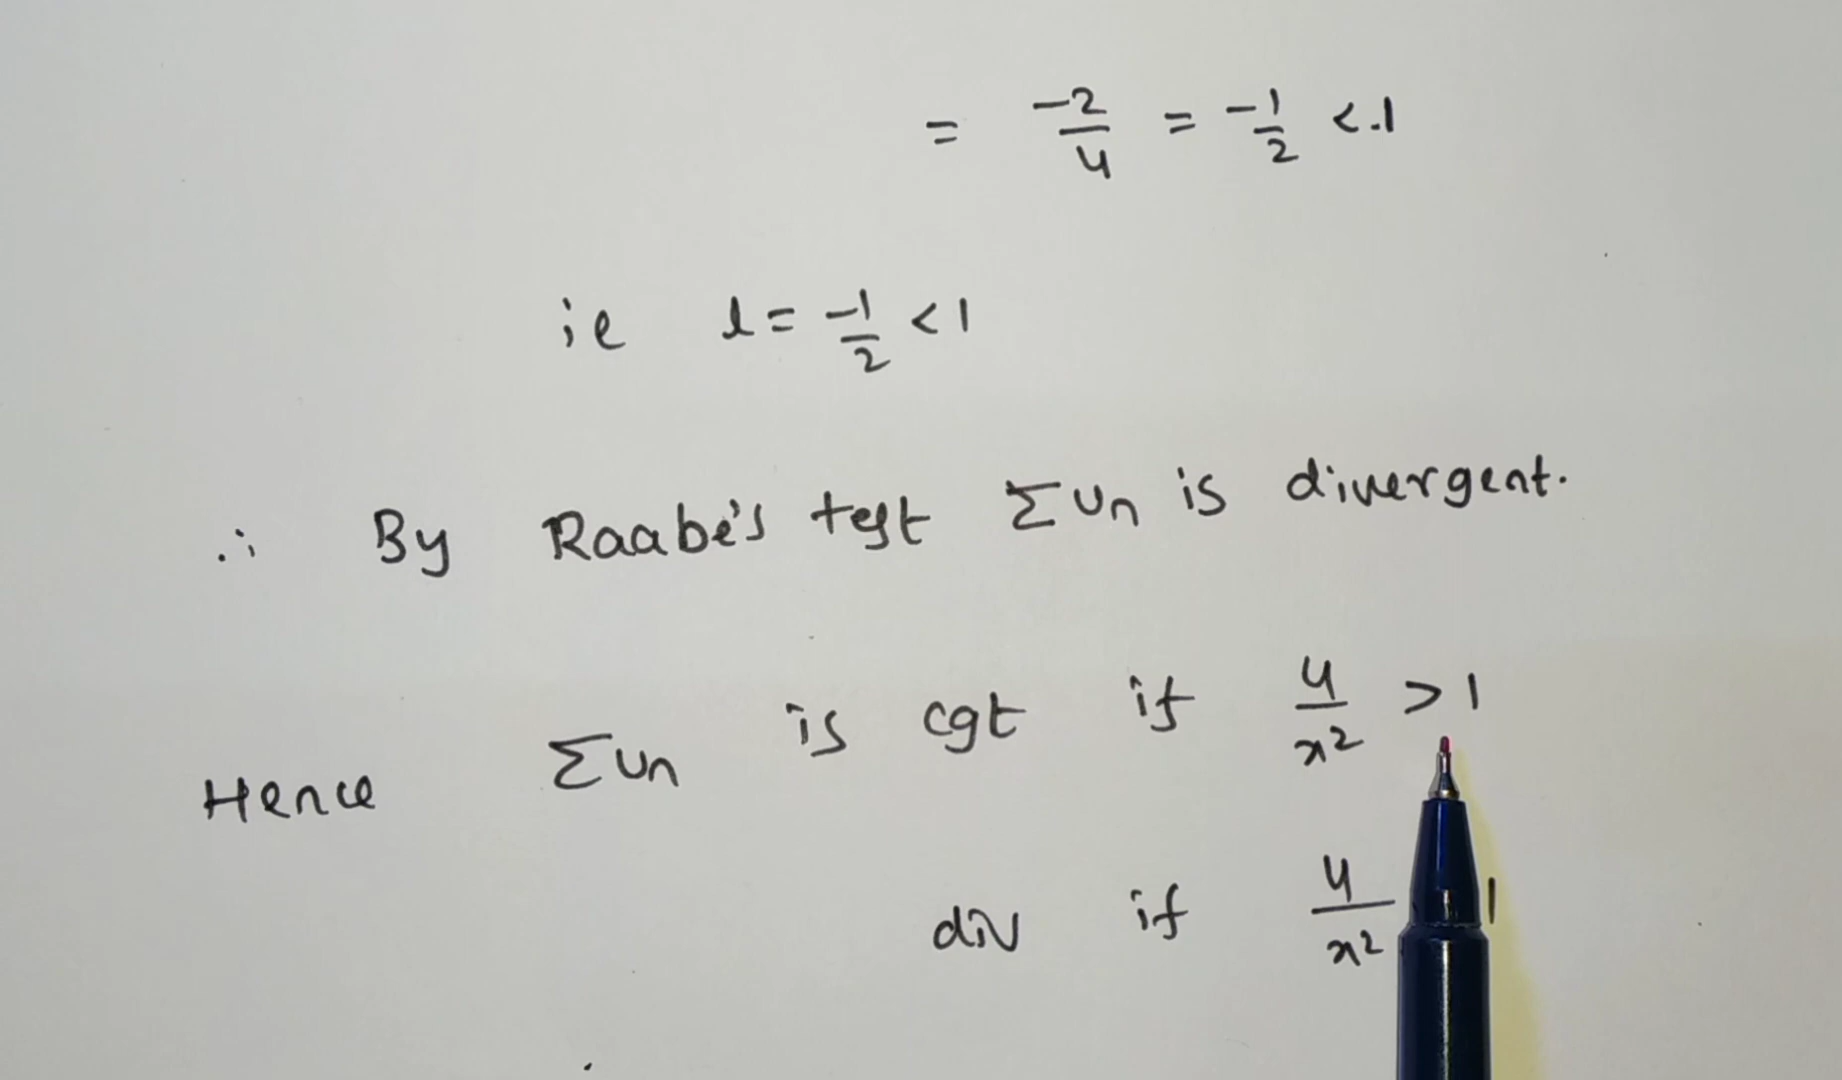 = -2/4 = -1/2 < .1
ie l = -1/2 < 1
∴ By Raabe's test Σun is divergent.
Hence Σun is cgt if 4/x² > 1
div if 4/x² 1